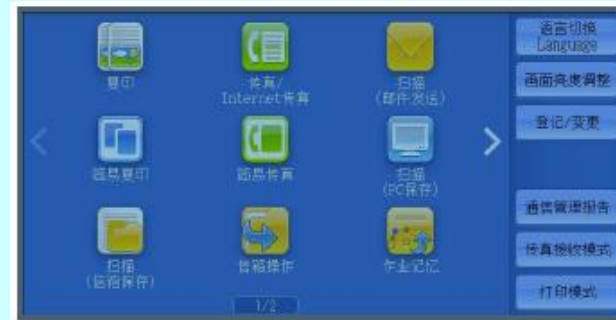 复印
传真/
Internet传真
扫描
(邮件发送)
简易复印
简易传真
扫描
(PC保存)
扫描
(信箱保存)
信箱操作
作业记忆
1/2
语言切换
Language
画面亮度调整
登记/变更
通信管理报告
传真接收模式
打印模式